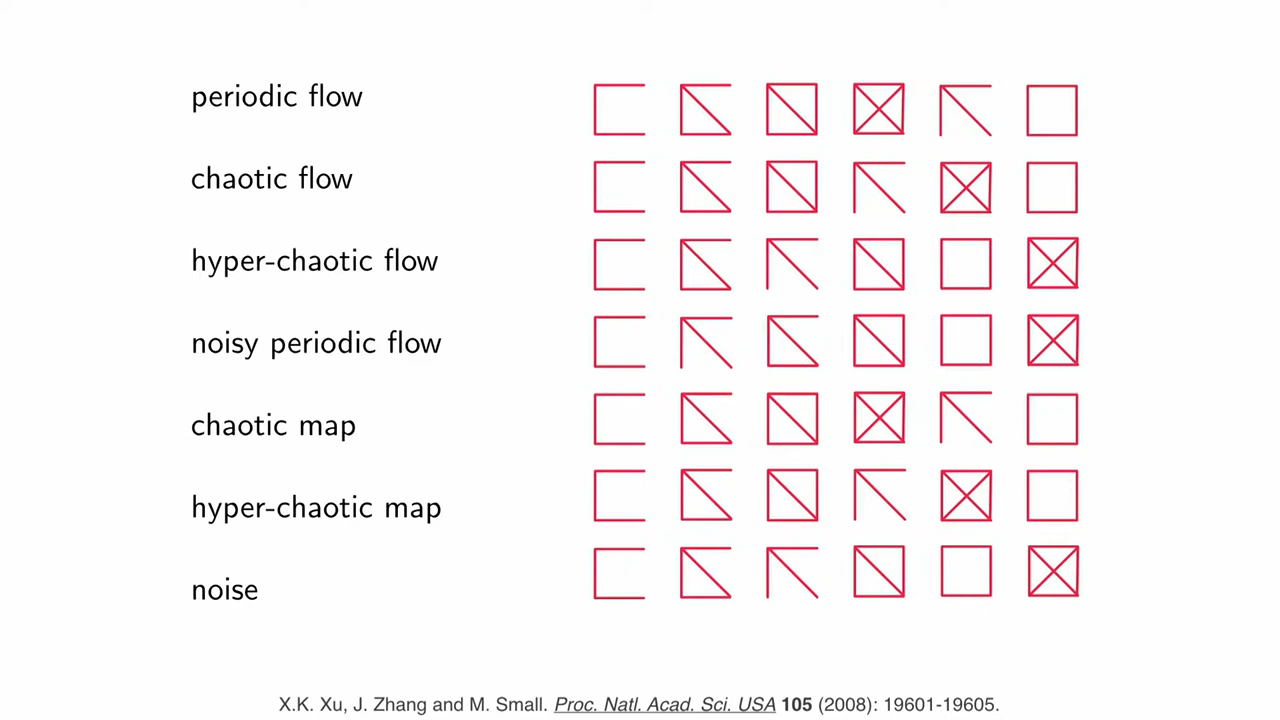 periodic flow
chaotic flow
hyper-chaotic flow
noisy periodic flow
chaotic map
hyper-chaotic map
noise
X.K. Xu, J. Zhang and M. Small. Proc. Natl. Acad. Sci. USA 105 (2008): 19601-19605.